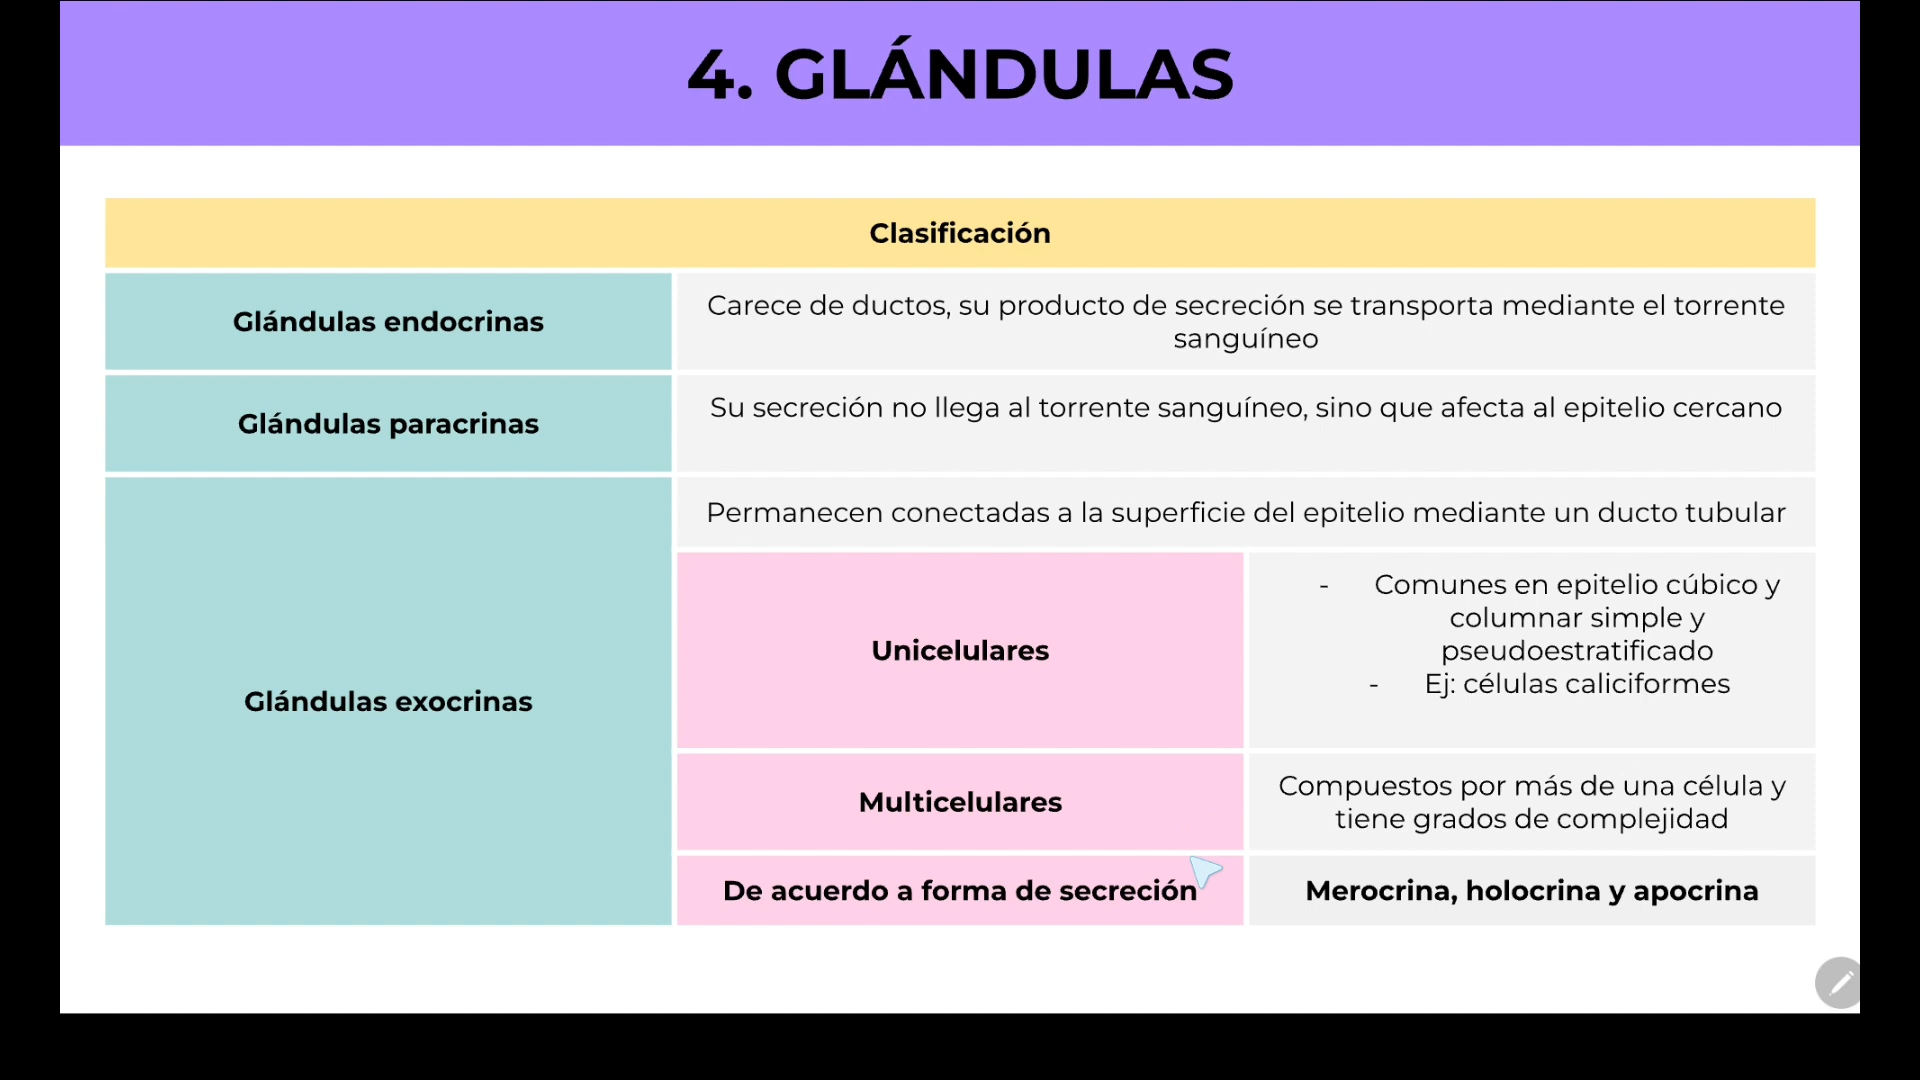 4. GLÁNDULAS
Clasificación
Glándulas endocrinas
Carece de ductos, su producto de secreción se transporta mediante el torrente
sanguíneo
Glándulas paracrinas
Su secreción no llega al torrente sanguíneo, sino que afecta al epitelio cercano
Glándulas exocrinas
Permanecen conectadas a la superficie del epitelio mediante un ducto tubular
Unicelulares
- Comunes en epitelio cúbico y
columnar simple y
pseudoestratificado
- Ej: células caliciformes
Multicelulares
Compuestos por más de una célula y
tiene grados de complejidad
De acuerdo a forma de secreción
Merocrina, holocrina y apocrina